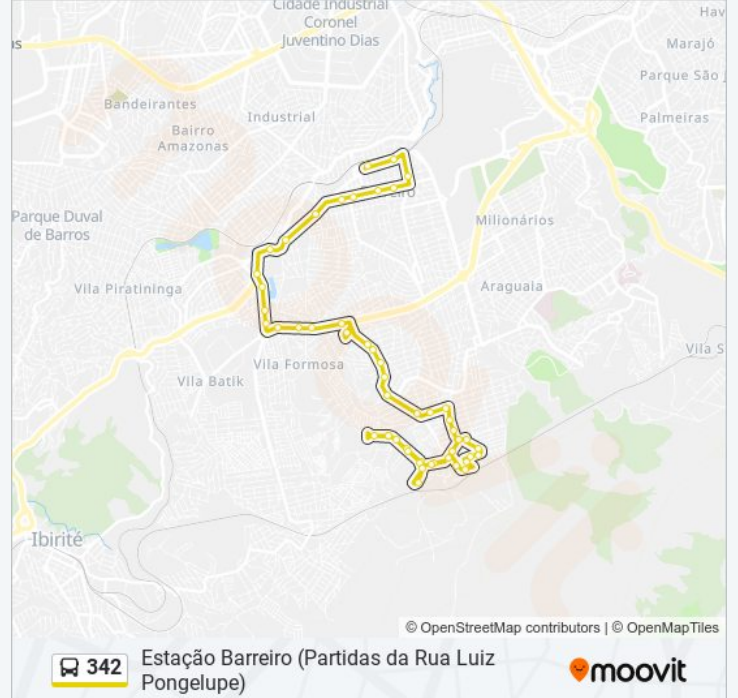 Cidade Industrial
Coronel
Juventino Dias
Hav
as
Marajó
Parque São J
Bandeirantes
Industrial
Palmeiras
Bairro
Amazonas
Parque Duval
de Barros
Milionários
Vila Piratininga
Araguaia
Vila S
Vila Formosa
Vila Batik
Ibirité
© OpenStreetMap contributors | © OpenMapTiles
342
Estação Barreiro (Partidas da Rua Luiz
Pongelupe)
moovit